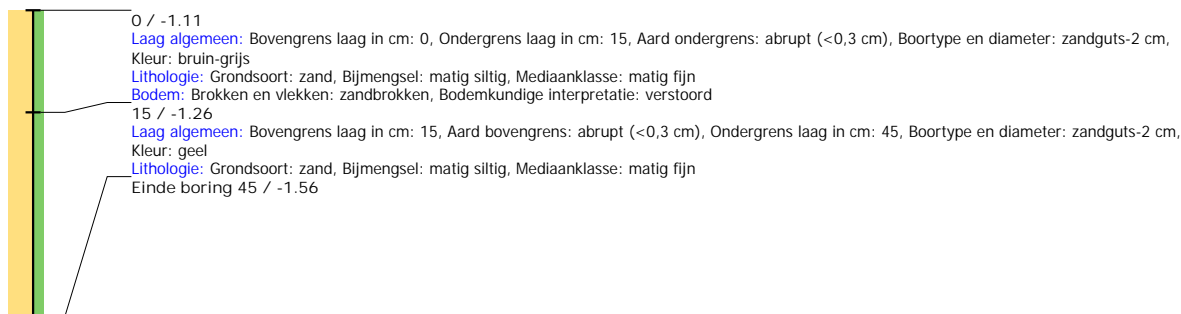 0 / -1.11
Laag algemeen: Bovengrens laag in cm: 0, Ondergrens laag in cm: 15, Aard ondergrens: abrupt (<0,3 cm), Boortype en diameter: zandguts-2 cm,
Kleur: bruin-grijs
Lithologie: Grondsoort: zand, Bijmengsel: matig siltig, Mediaanklasse: matig fijn
Bodem: Brokken en vlekken: zandbrokken, Bodemkundige interpretatie: verstoord
15 / -1.26
Laag algemeen: Bovengrens laag in cm: 15, Aard bovengrens: abrupt (<0,3 cm), Ondergrens laag in cm: 45, Boortype en diameter: zandguts-2 cm,
Kleur: geel
Lithologie: Grondsoort: zand, Bijmengsel: matig siltig, Mediaanklasse: matig fijn
Einde boring 45 / -1.56